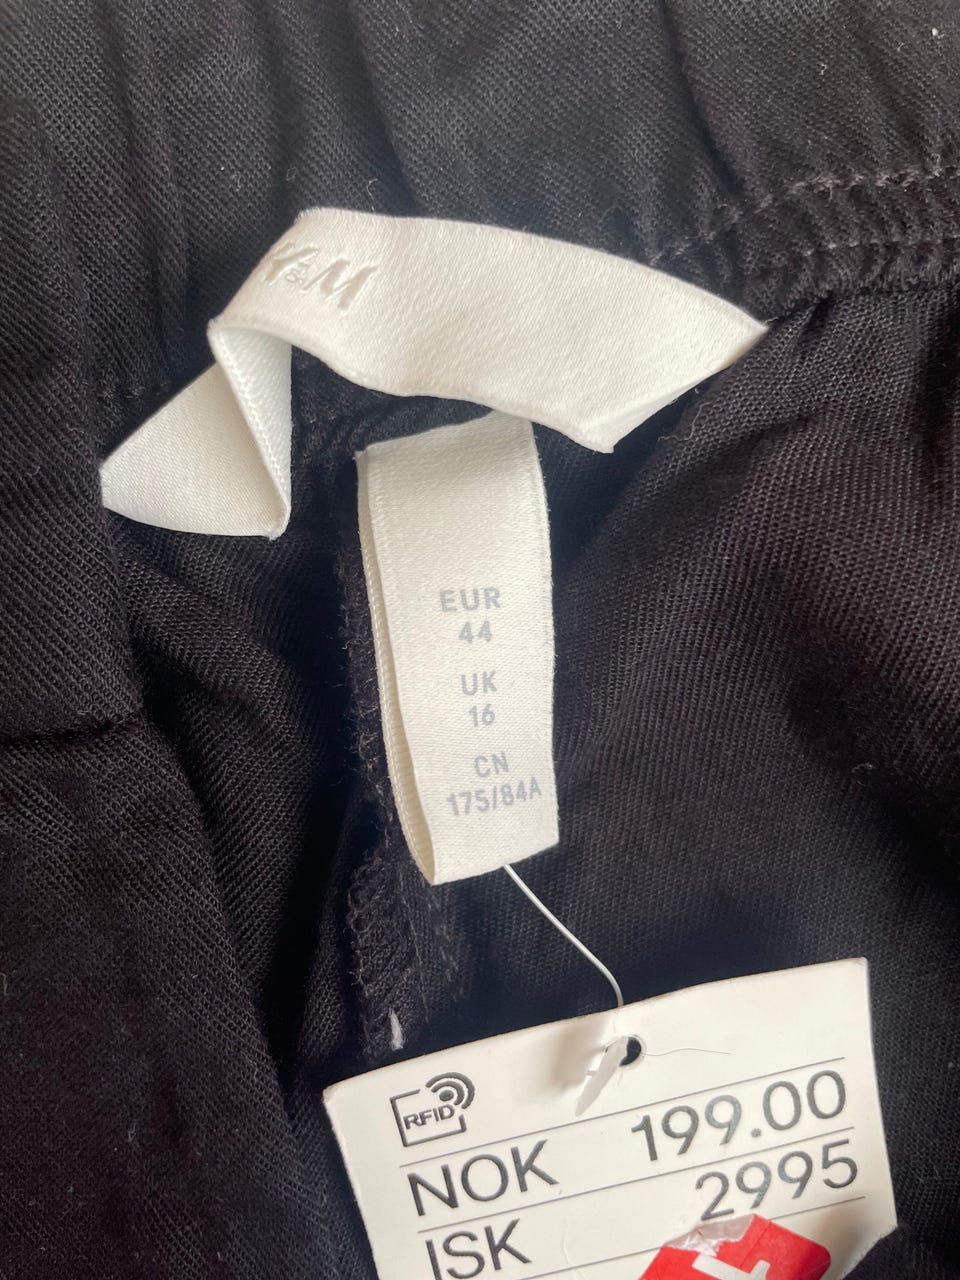 H&M
EUR
44
UK
16
CN
175/84A
RFID
NOK 199.00
ISK 2995